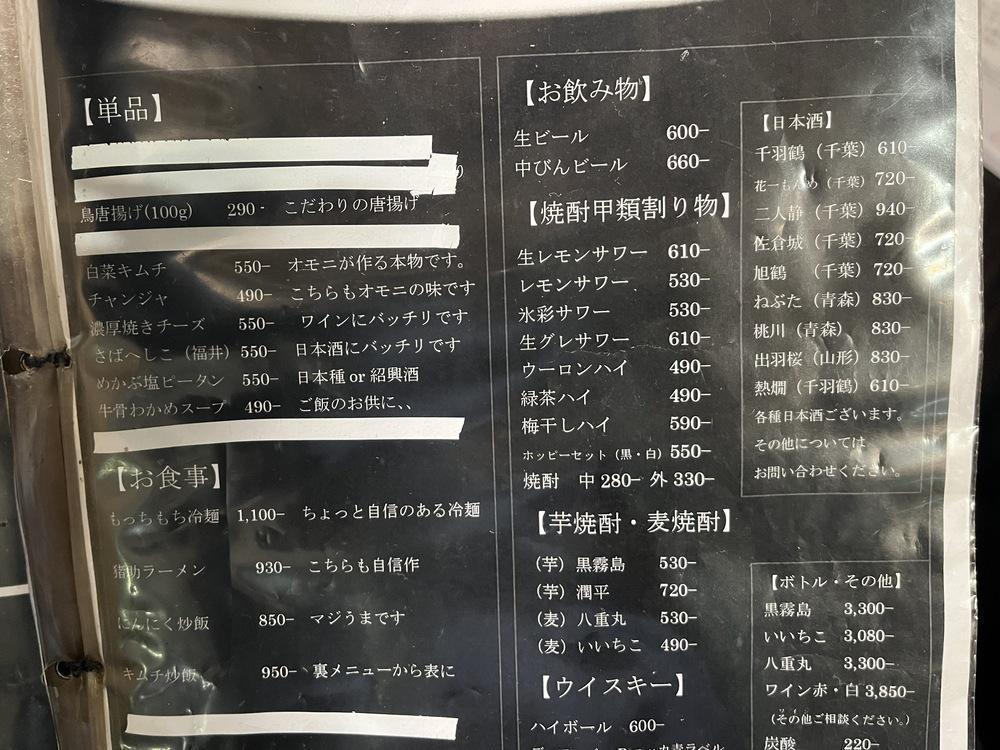 【単品】
鳥唐揚げ(100g) 290- こだわりの唐揚げ
白菜キムチ 550- オモニが作る本物です。
チャンジャ 490- こちらもオモニの味です
濃厚焼きチーズ 550- ワインにバッチリです
さばへしこ（福井）550- 日本酒にバッチリです
めかぶ塩ピータン 550- 日本種 or 紹興酒
牛骨わかめスープ 490- ご飯のお供に、、
【お食事】
もっちもち冷麺 1,100- ちょっと自信のある冷麺
ラーメン 930- こちらも自信作
にんにく炒飯 850- マジうまです
キムチ炒飯 950- 裏メニューから表に
【お飲み物】
生ビール 600-
中びんビール 660-
【焼酎甲類割り物】
生レモンサワー 610-
レモンサワー 530-
氷彩サワー 530-
生グレサワー 610-
ウーロンハイ 490-
緑茶ハイ 490-
梅干しハイ 590-
ホッピーセット（黒・白）550-
焼酎 中 280- 外 330-
【芋焼酎・麦焼酎】
（芋）黒霧島 530-
（芋）潤平 720-
（麦）八重丸 530-
（麦）いいちこ 490-
【ウイスキー】
ハイボール 600-
【日本酒】
千羽鶴（千葉）610-
花一もんめ（千葉）720-
二人静（千葉）940-
佐倉城（千葉）720-
旭鶴 （千葉）720-
ねぶた（青森）830-
桃川（青森） 830-
出羽桜（山形）830-
熱燗（千羽鶴）610-
各種日本酒ございます。
その他については
お問い合わせください。
【ボトル・その他】
黒霧島 3,300-
いいちこ 3,080-
八重丸 3,300-
ワイン赤・白 3,850-
（その他ご相談ください。）
炭酸 220-